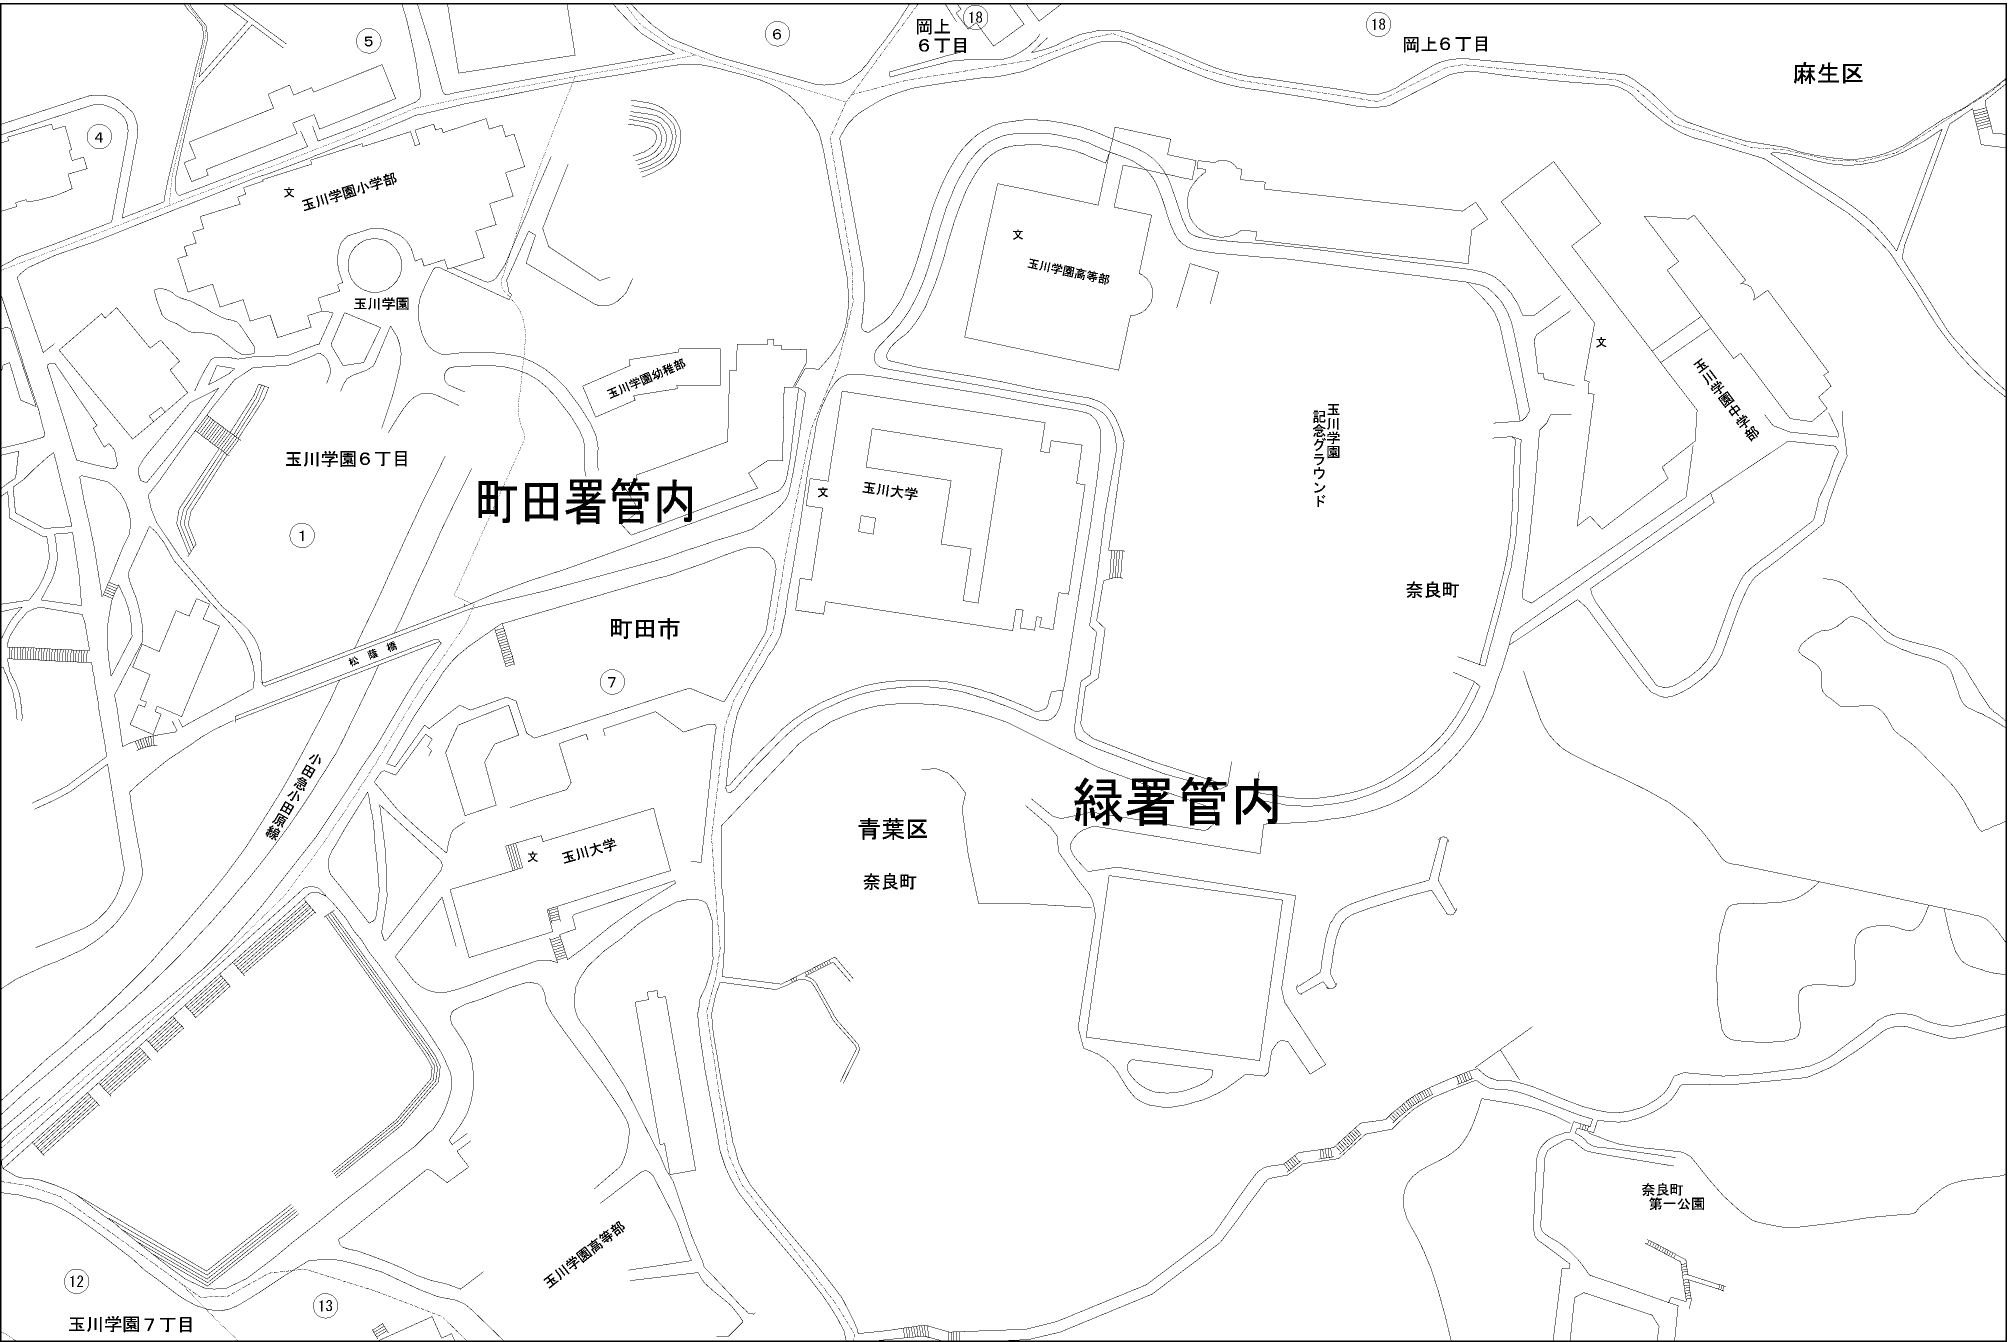 ⑤
⑥
岡上
６丁目
⑱
⑱
岡上６丁目
麻生区
④
文
玉川学園小学部
玉川学園
文
玉川学園高等部
文
玉川学園中学部
玉川学園幼稚部
玉川学園
記念グラウンド
玉川学園６丁目
町田署管内
文
玉川大学
①
奈良町
町田市
松蔭橋
⑦
小田急小田原線
緑署管内
青葉区
奈良町
文
玉川大学
奈良町
第一公園
玉川学園高等部
⑫
⑬
玉川学園７丁目